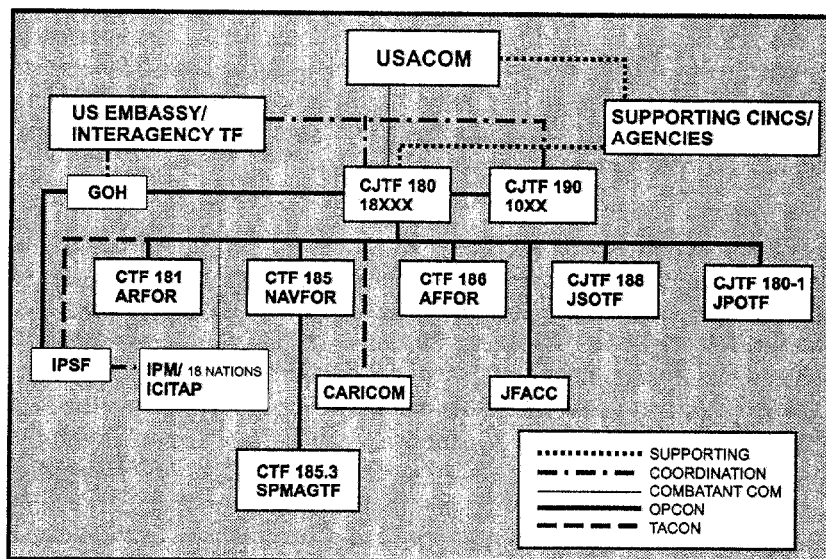 USACOM
US EMBASSY/
INTERAGENCY TF
SUPPORTING CINCS/
AGENCIES
GOH
CJTF 180
18XXX
CJTF 190
10XX
CTF 181
ARFOR
CTF 185
NAVFOR
CTF 186
AFFOR
CJTF 188
JSOTF
CJTF 180-1
JPOTF
IPSF
IPM/ 18 NATIONS
ICITAP
CARICOM
JFACC
CTF 185.3
SPMAGTF
SUPPORTING
COORDINATION
COMBATANT COM
OPCON
TACON